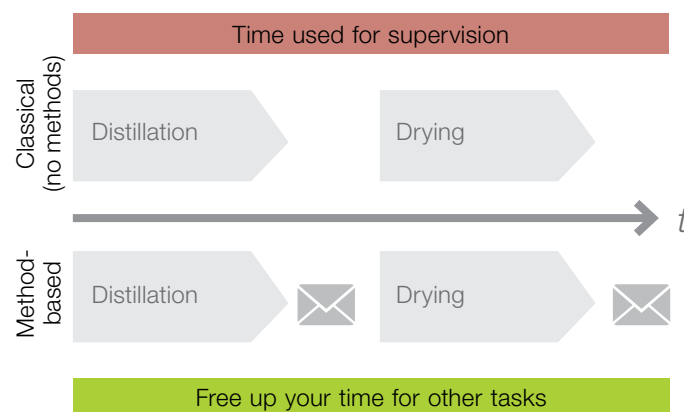 Time used for supervision
Classical
(no methods)
Distillation
Drying
t
Method-
based
Distillation
Drying
Free up your time for other tasks